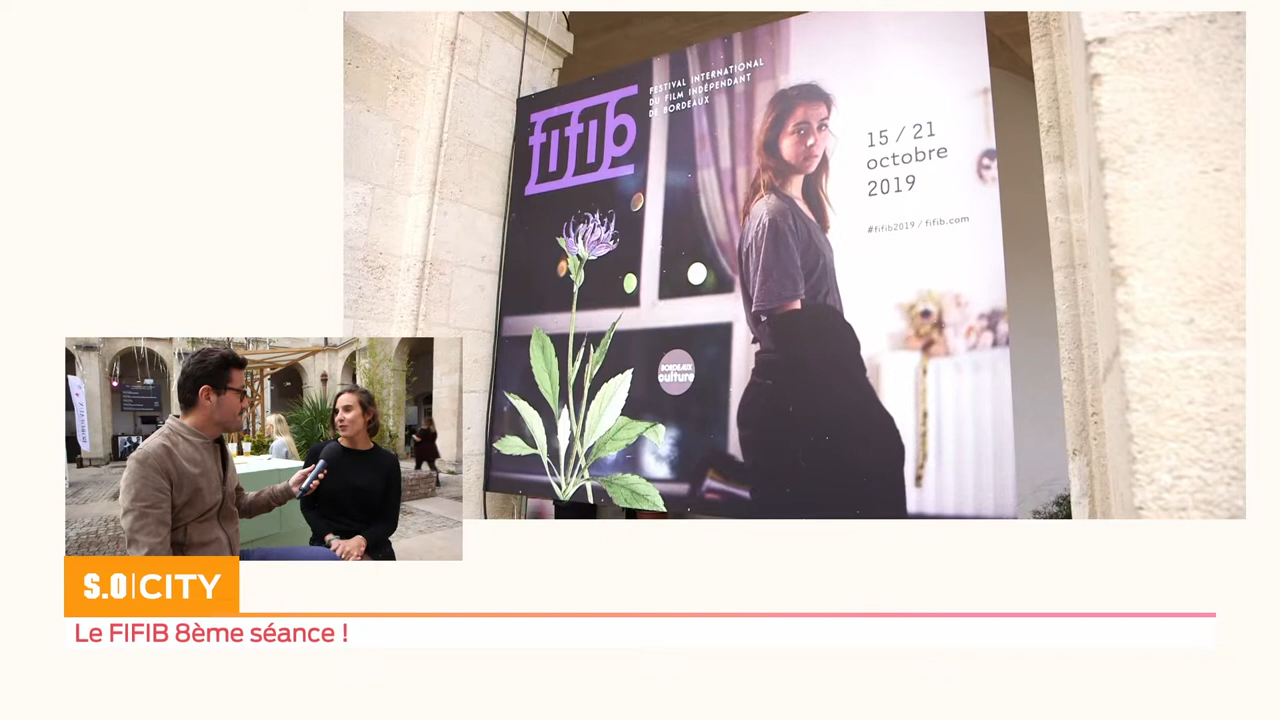 fifib
FESTIVAL INTERNATIONAL
DU FILM INDÉPENDANT
DE BORDEAUX
15 / 21
octobre
2019
#fifib2019 / fifib.com
BORDEAUX
culture
S.O|CITY
Le FIFIB 8ème séance !